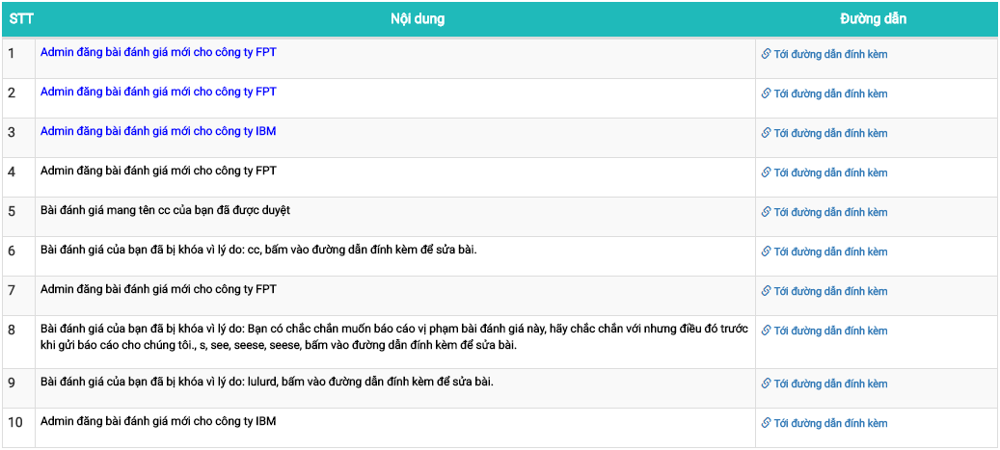 STT Nội dung Đường dẫn
1 Admin đăng bài đánh giá mới cho công ty FPT Tới đường dẫn đính kèm
2 Admin đăng bài đánh giá mới cho công ty FPT Tới đường dẫn đính kèm
3 Admin đăng bài đánh giá mới cho công ty IBM Tới đường dẫn đính kèm
4 Admin đăng bài đánh giá mới cho công ty FPT Tới đường dẫn đính kèm
5 Bài đánh giá mang tên cc của bạn đã được duyệt Tới đường dẫn đính kèm
6 Bài đánh giá của bạn đã bị khóa vì lý do: cc, bấm vào đường dẫn đính kèm để sửa bài. Tới đường dẫn đính kèm
7 Admin đăng bài đánh giá mới cho công ty FPT Tới đường dẫn đính kèm
8 Bài đánh giá của bạn đã bị khóa vì lý do: Bạn có chắc chắn muốn báo cáo vị phạm bài đánh giá này, hãy chắc chắn với nhưng điều đó trước Tới đường dẫn đính kèm
khi gửi báo cáo cho chúng tôi., s, see, seese, seese, bấm vào đường dẫn đính kèm để sửa bài.
9 Bài đánh giá của bạn đã bị khóa vì lý do: lulurd, bấm vào đường dẫn đính kèm để sửa bài. Tới đường dẫn đính kèm
10 Admin đăng bài đánh giá mới cho công ty IBM Tới đường dẫn đính kèm